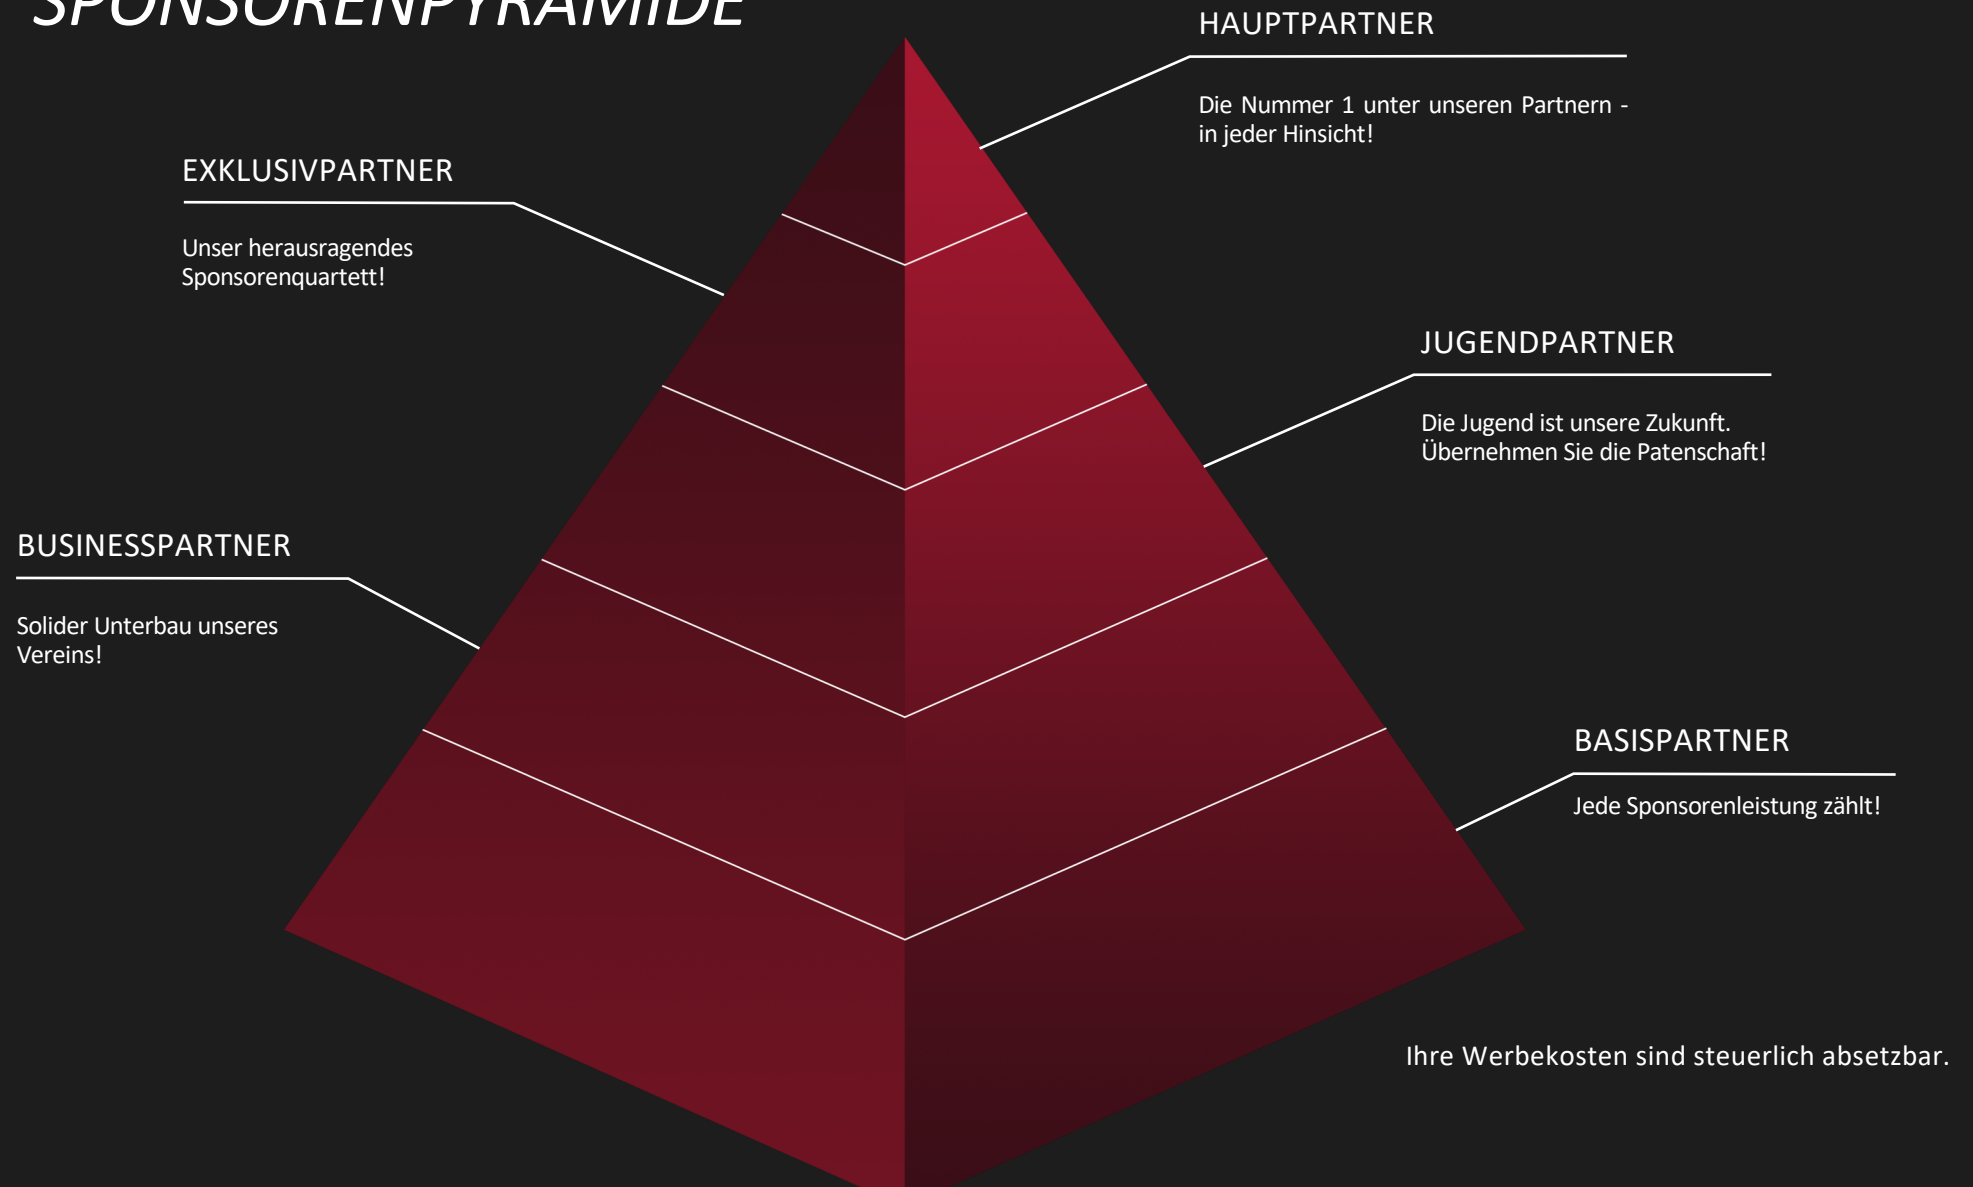 SPONSORENPYRAMIDE
HAUPTPARTNER
Die Nummer 1 unter unseren Partnern -
in jeder Hinsicht!
EXKLUSIVPARTNER
Unser herausragendes
Sponsorenquartett!
JUGENDPARTNER
Die Jugend ist unsere Zukunft.
Übernehmen Sie die Patenschaft!
BUSINESSPARTNER
Solider Unterbau unseres
Vereins!
BASISPARTNER
Jede Sponsorenleistung zählt!
Ihre Werbekosten sind steuerlich absetzbar.